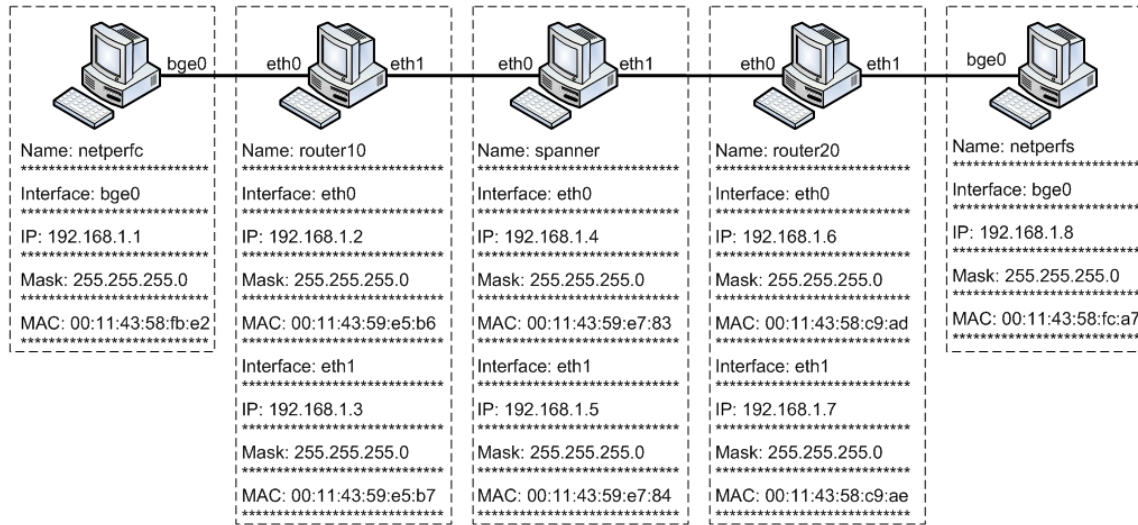 bge0
eth0
eth1
eth0
eth1
eth0
eth1
bge0
Name: netperfc
*****************************
Interface: bge0
*****************************
IP: 192.168.1.1
*****************************
Mask: 255.255.255.0
*****************************
MAC: 00:11:43:58:fb:e2
*****************************
Name: router10
*****************************
Interface: eth0
*****************************
IP: 192.168.1.2
*****************************
Mask: 255.255.255.0
*****************************
MAC: 00:11:43:59:e5:b6
*****************************
Interface: eth1
*****************************
IP: 192.168.1.3
*****************************
Mask: 255.255.255.0
*****************************
MAC: 00:11:43:59:e5:b7
*****************************
Name: spanner
*****************************
Interface: eth0
*****************************
IP: 192.168.1.4
*****************************
Mask: 255.255.255.0
*****************************
MAC: 00:11:43:59:e7:83
*****************************
Interface: eth1
*****************************
IP: 192.168.1.5
*****************************
Mask: 255.255.255.0
*****************************
MAC: 00:11:43:59:e7:84
*****************************
Name: router20
*****************************
Interface: eth0
*****************************
IP: 192.168.1.6
*****************************
Mask: 255.255.255.0
*****************************
MAC: 00:11:43:58:c9:ad
*****************************
Interface: eth1
*****************************
IP: 192.168.1.7
*****************************
Mask: 255.255.255.0
*****************************
MAC: 00:11:43:58:c9:ae
*****************************
Name: netperfs
*****************************
Interface: bge0
*****************************
IP: 192.168.1.8
*****************************
Mask: 255.255.255.0
*****************************
MAC: 00:11:43:58:fc:a7
*****************************